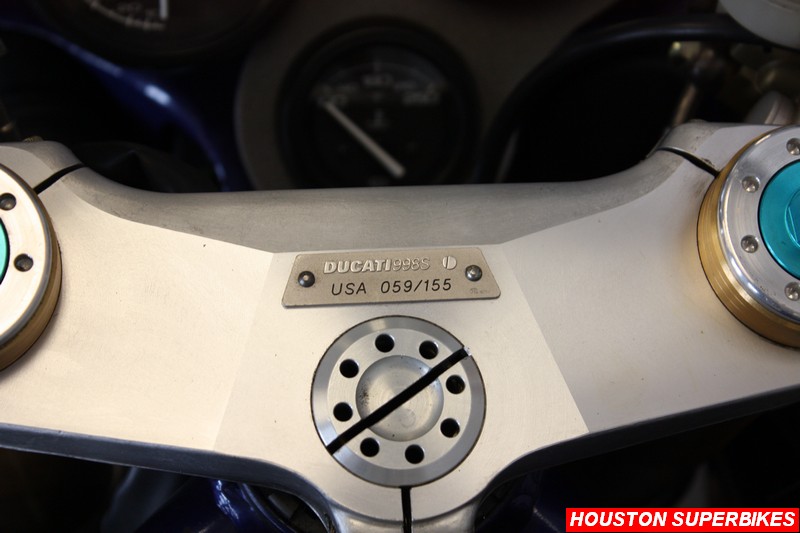 DUCATI998S
USA 059/155
HOUSTON SUPERBIKES